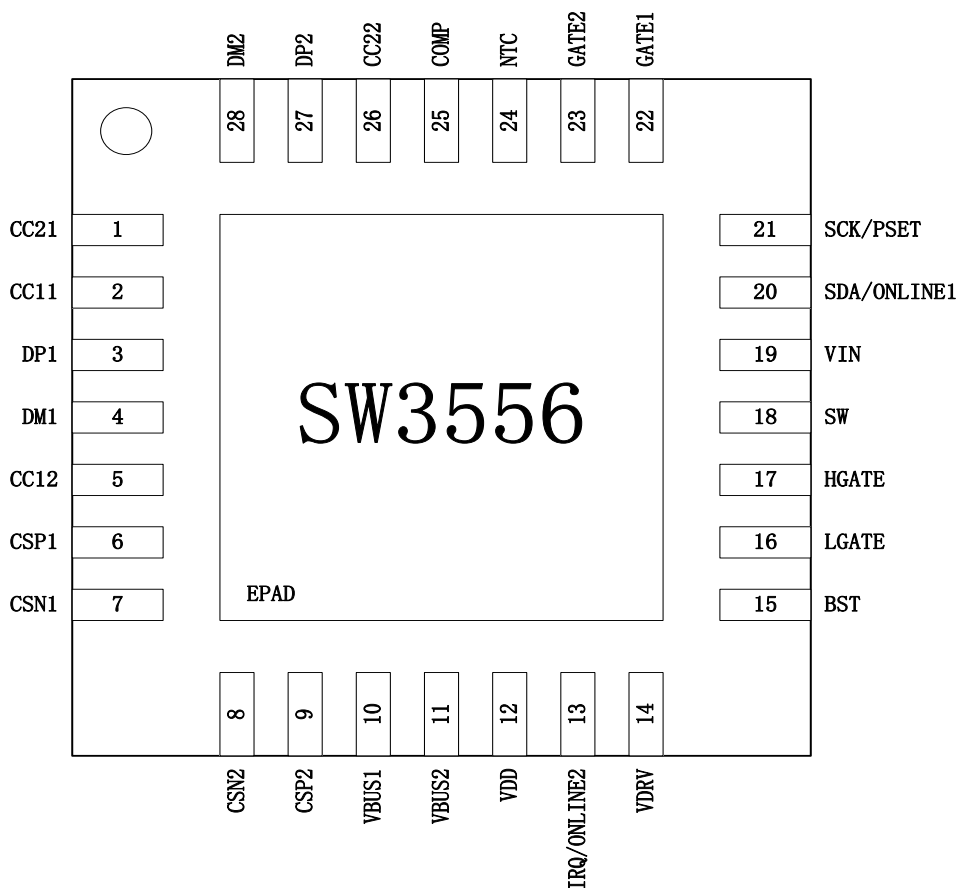 DM2 DP2 CC22 COMP NTC GATE2 GATE1
28 27 26 25 24 23 22
CC21 1 21 SCK/PSET
CC11 2 20 SDA/ONLINE1
DP1 3 19 VIN
DM1 4 18 SW
SW3556
CC12 5 17 HGATE
CSP1 6 16 LGATE
EPAD
CSN1 7 15 BST
8 9 10 11 12 13 14
CSN2 CSP2 VBUS1 VBUS2 VDD IRQ/ONLINE2 VDRV